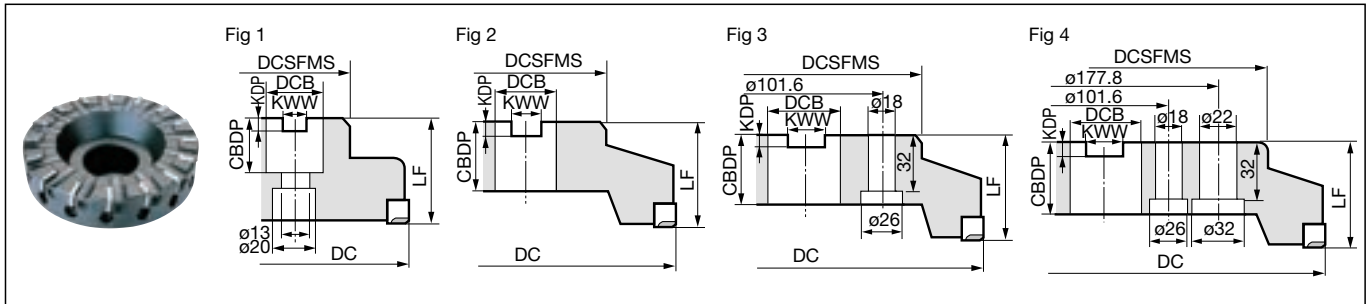 Fig 1
DCSFMS
DCB
KWW
KDP
CBDP
LF
ø13
ø20
DC
Fig 2
DCSFMS
DCB
KWW
KDP
CBDP
LF
DC
Fig 3
DCSFMS
ø101.6
DCB
ø18
KWW
KDP
CBDP
32
LF
ø26
DC
Fig 4
DCSFMS
ø177.8
ø101.6
DCB
ø18
ø22
KWW
KDP
CBDP
32
LF
ø26
ø32
DC